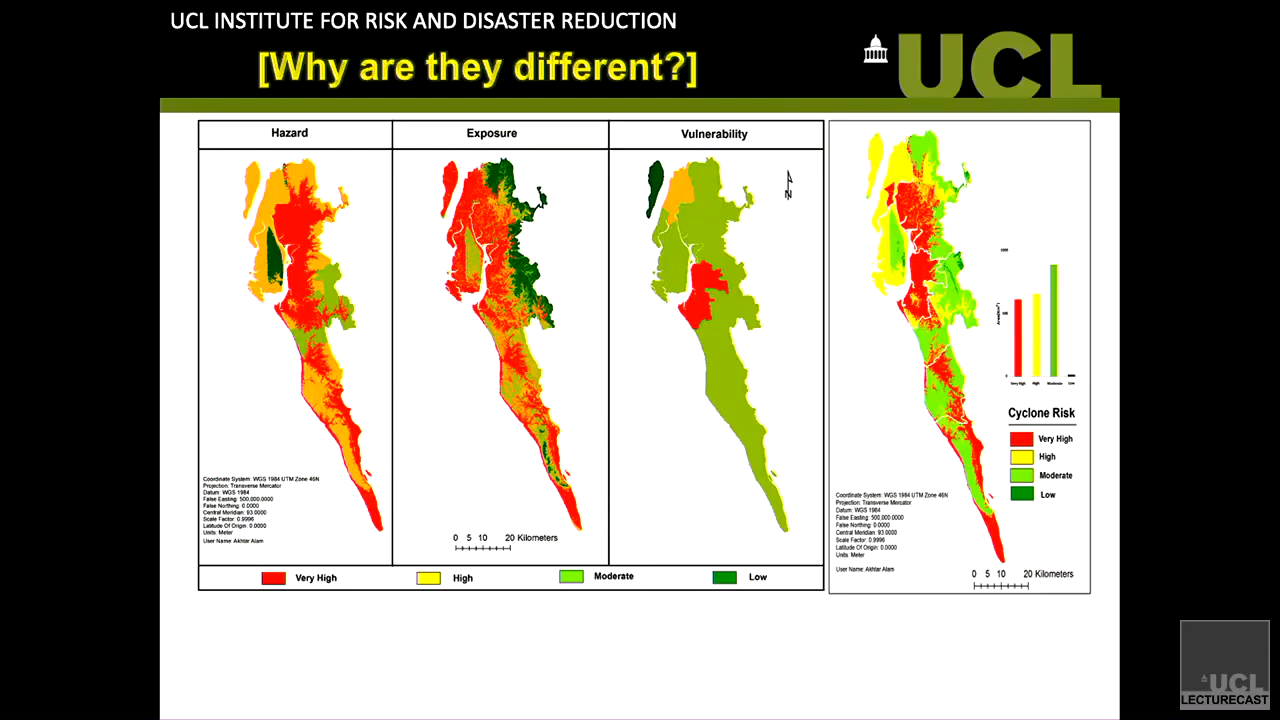 UCL INSTITUTE FOR RISK AND DISASTER REDUCTION
[Why are they different?]
UCL
Hazard
Exposure
Vulnerability
N
Coordinate System: WGS 1984 UTM Zone 46N
Projection: Transverse Mercator
Datum: WGS 1984
False Easting: 500,000.0000
False Northing: 0.0000
Central Meridian: 93.0000
Scale Factor: 0.9996
Latitude Of Origin: 0.0000
Units: Meter
User Name: Akhtar Alam
0 5 10 20 Kilometers
Very High
High
Moderate
Low
Very High
High
Moderate
Low
Cyclone Risk
Very High
High
Moderate
Low
Coordinate System: WGS 1984 UTM Zone 46N
Projection: Transverse Mercator
Datum: WGS 1984
False Easting: 500,000.0000
False Northing: 0.0000
Central Meridian: 93.0000
Scale Factor: 0.9996
Latitude Of Origin: 0.0000
Units: Meter
User Name: Akhtar Alam
0 5 10 20 Kilometers
UCL
LECTURECAST